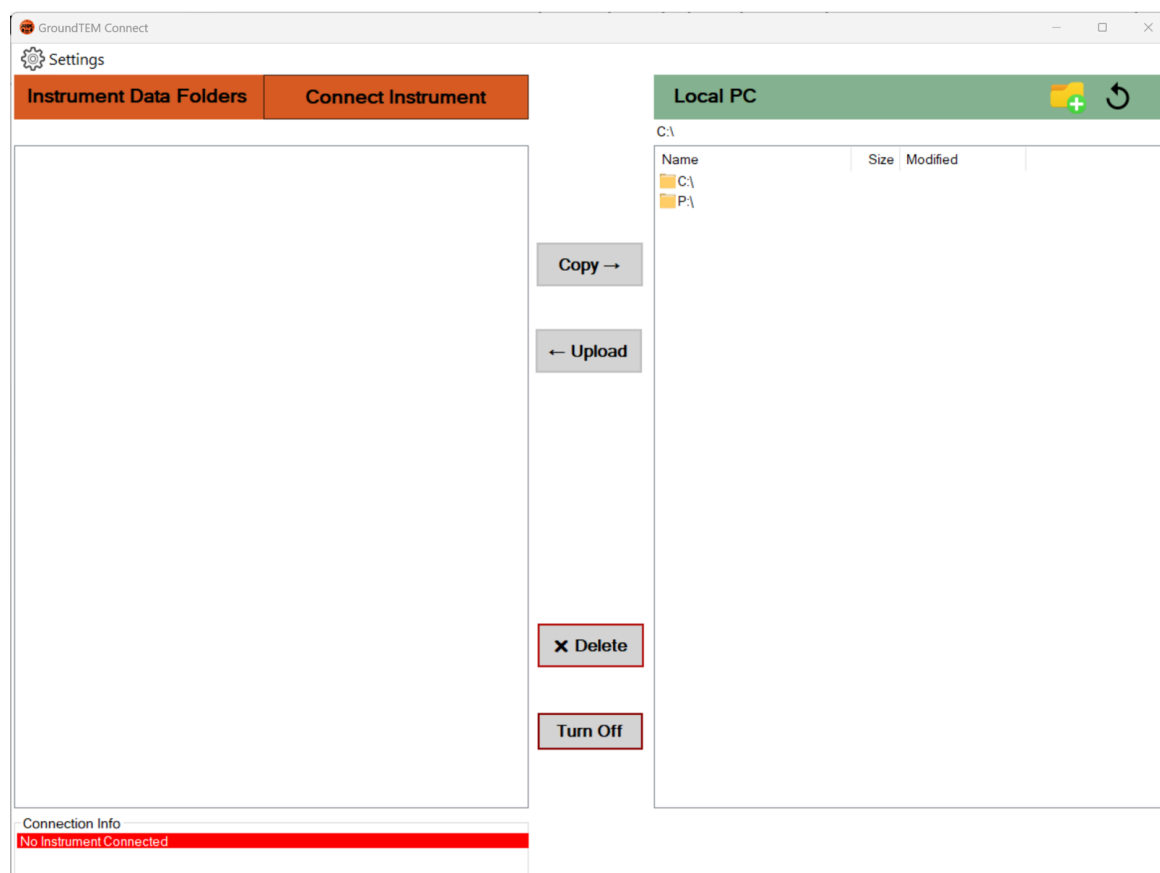 GroundTEM Connect
Settings
Instrument Data Folders
Connect Instrument
Local PC
C:\
Name Size Modified
C:\
P:\
Copy →
← Upload
✕ Delete
Turn Off
Connection Info
No Instrument Connected